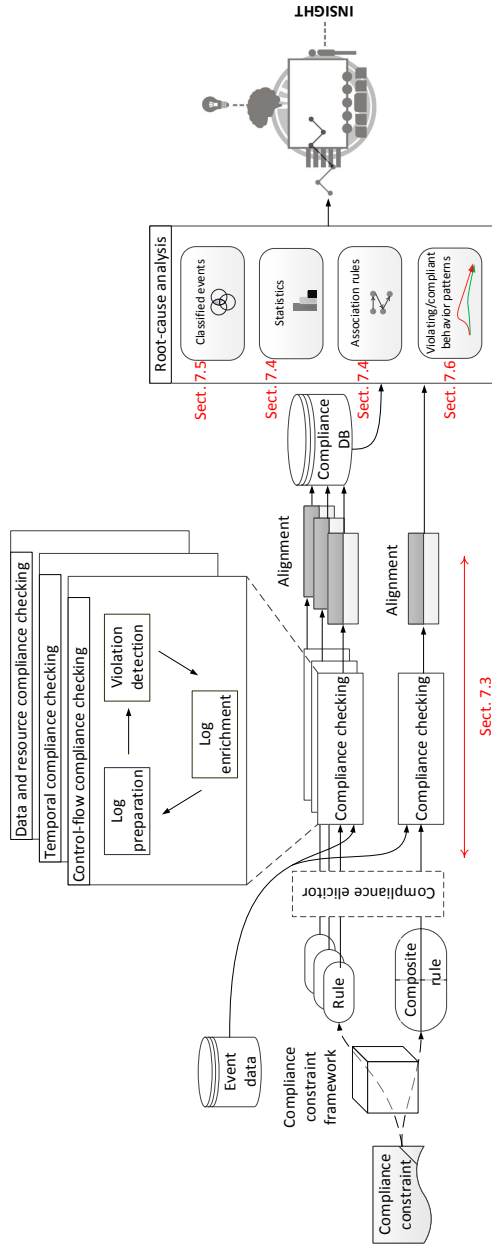 Compliance
constraint
Compliance
constraint
framework
Event
data
Rule
Composite
rule
Compliance elicitor
Data and resource compliance checking
Temporal compliance checking
Control-flow compliance checking
Log
preparation
Violation
detection
Log
enrichment
Compliance checking
Compliance checking
Sect. 7.3
Alignment
Alignment
Compliance
DB
Root-cause analysis
Classified events
Sect. 7.5
Statistics
Sect. 7.4
Association rules
Sect. 7.4
Violating/compliant
behavior patterns
Sect. 7.6
INSIGHT